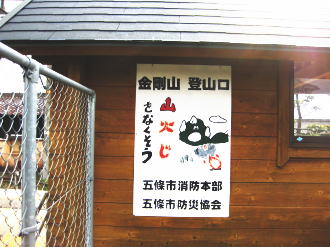 金剛山 登山口
山火じ
をなくそう
五條市消防本部
五條市防災協会